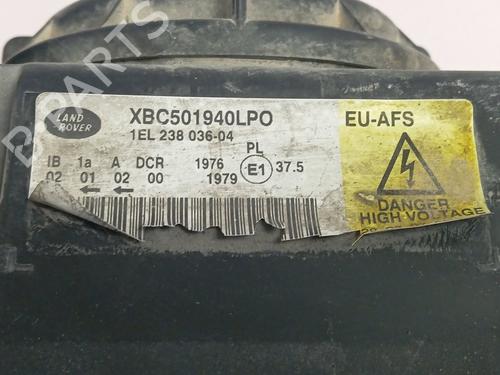 B-PARTS
LAND
ROVER
XBC501940LPO
1EL 238 036-04
EU-AFS
IB 1a A DCR 1976 PL
02 01 02 00 1979 E1 37.5
← ←
DANGER
HIGH VOLTAGE